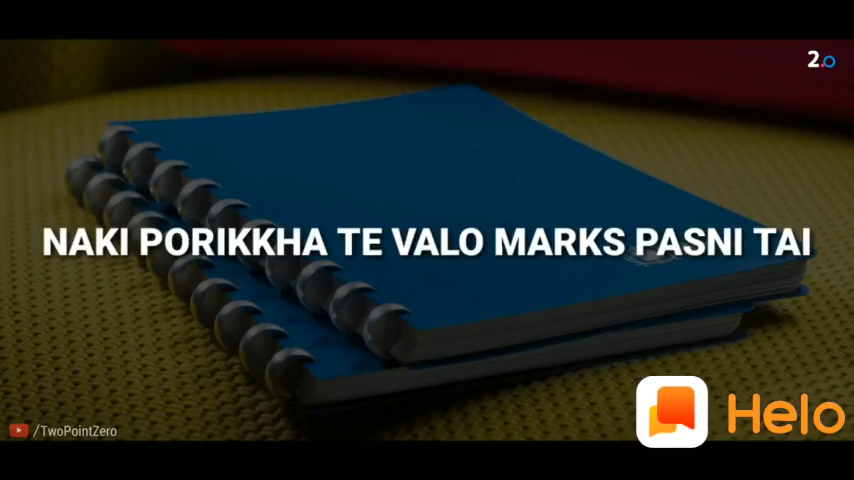 2.0
NAKI PORIKKHA TE VALO MARKS PASNI TAI
/TwoPointZero
Helo